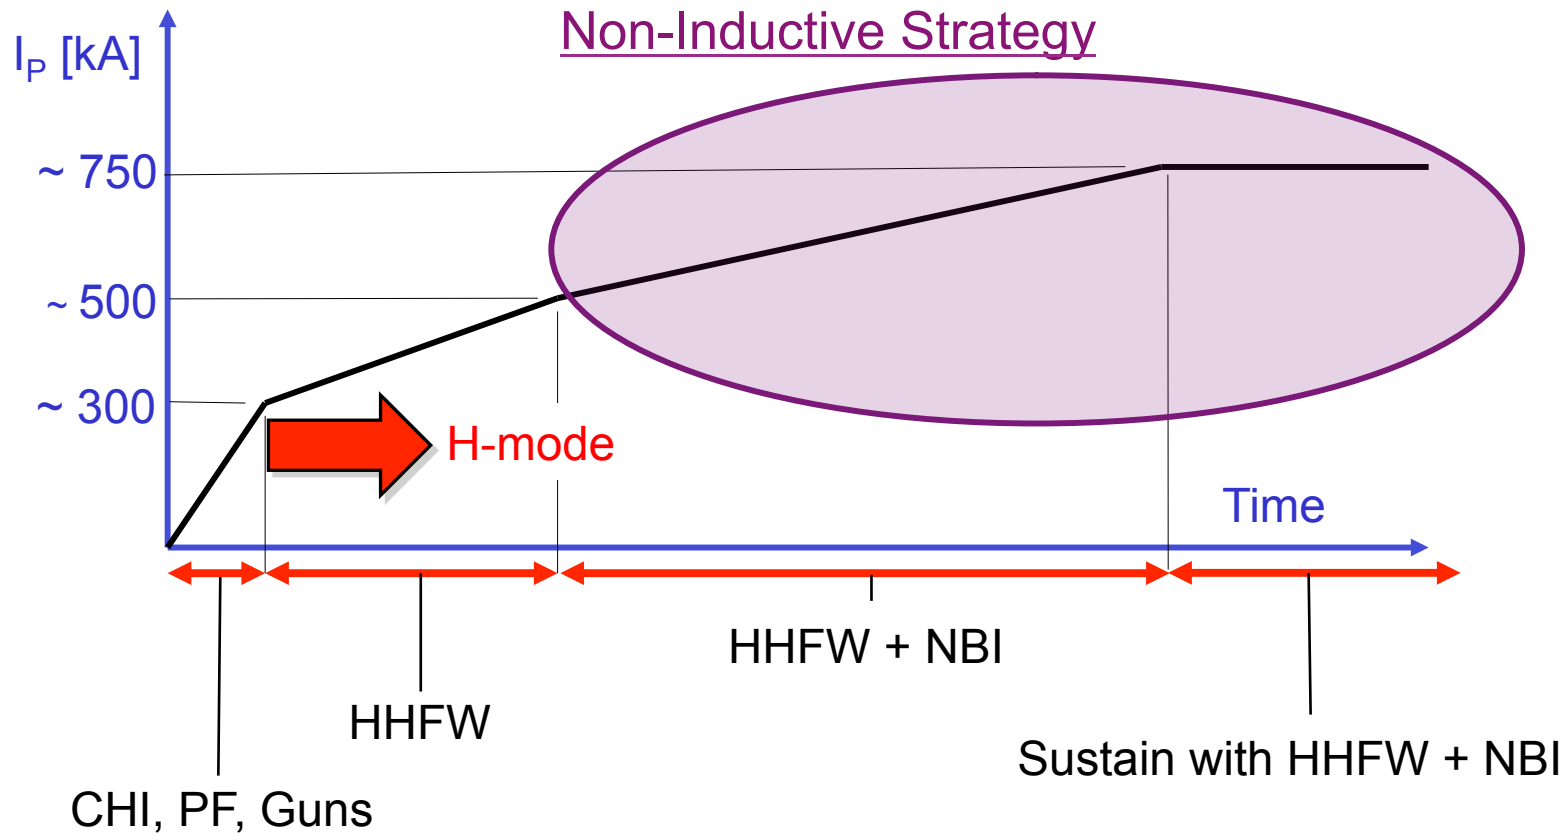 Non-Inductive Strategy
I_P [kA]
~ 750
~ 500
~ 300
H-mode
Time
HHFW + NBI
HHFW
Sustain with HHFW + NBI
CHI, PF, Guns